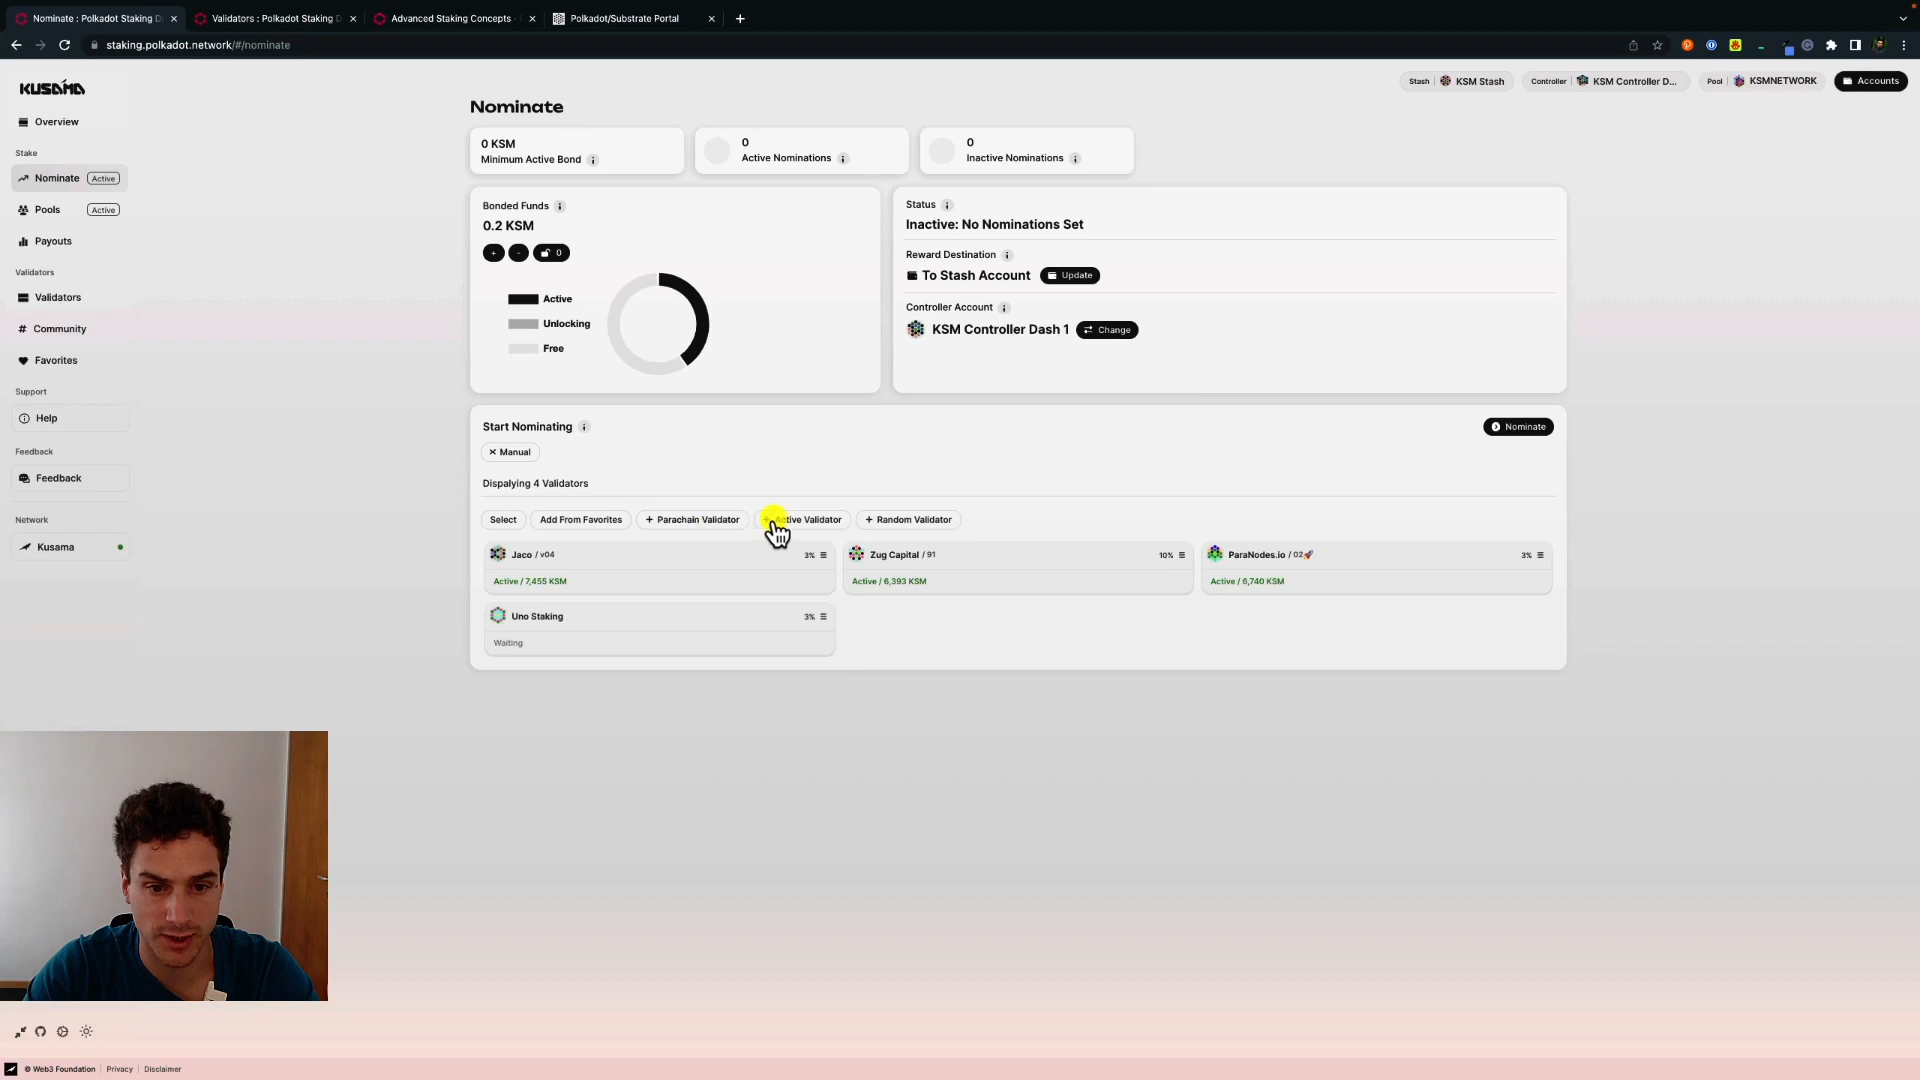 Nominate : Polkadot Staking D
Validators : Polkadot Staking D
Advanced Staking Concepts -
Polkadot/Substrate Portal
staking.polkadot.network/#/nominate
KUSAMA
Stash KSM Stash
Controller KSM Controller D...
Pool KSMNETWORK
Accounts
Overview
Stake
Nominate Active
Pools Active
Payouts
Validators
Validators
Community
Favorites
Support
Help
Feedback
Feedback
Network
Kusama
Nominate
0 KSM
Minimum Active Bond
0
Active Nominations
0
Inactive Nominations
Bonded Funds
0.2 KSM
+ - 0
Active
Unlocking
Free
Status
Inactive: No Nominations Set
Reward Destination
To Stash Account Update
Controller Account
KSM Controller Dash 1 Change
Start Nominating
Nominate
Manual
Dispalying 4 Validators
Select
Add From Favorites
+ Parachain Validator
Validator
+ Random Validator
Jaco / v04 3%
Active / 7,455 KSM
Zug Capital / 91 10%
Active / 6,393 KSM
ParaNodes.io / 02🚀 3%
Active / 6,740 KSM
Uno Staking 3%
Waiting
© Web3 Foundation | Privacy | Disclaimer